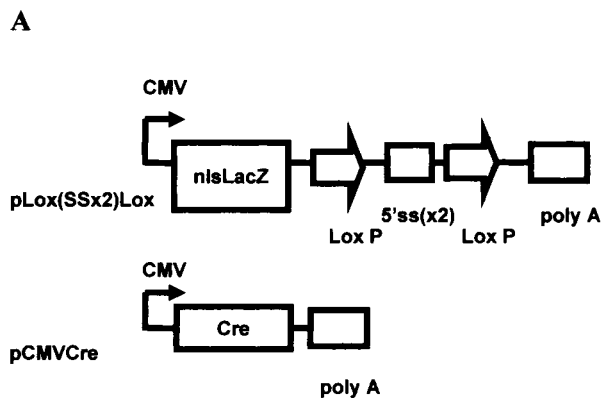 A
CMV
nlsLacZ
pLox(SSx2)Lox
5'ss(x2)
Lox P
Lox P
poly A
CMV
Cre
pCMVCre
poly A